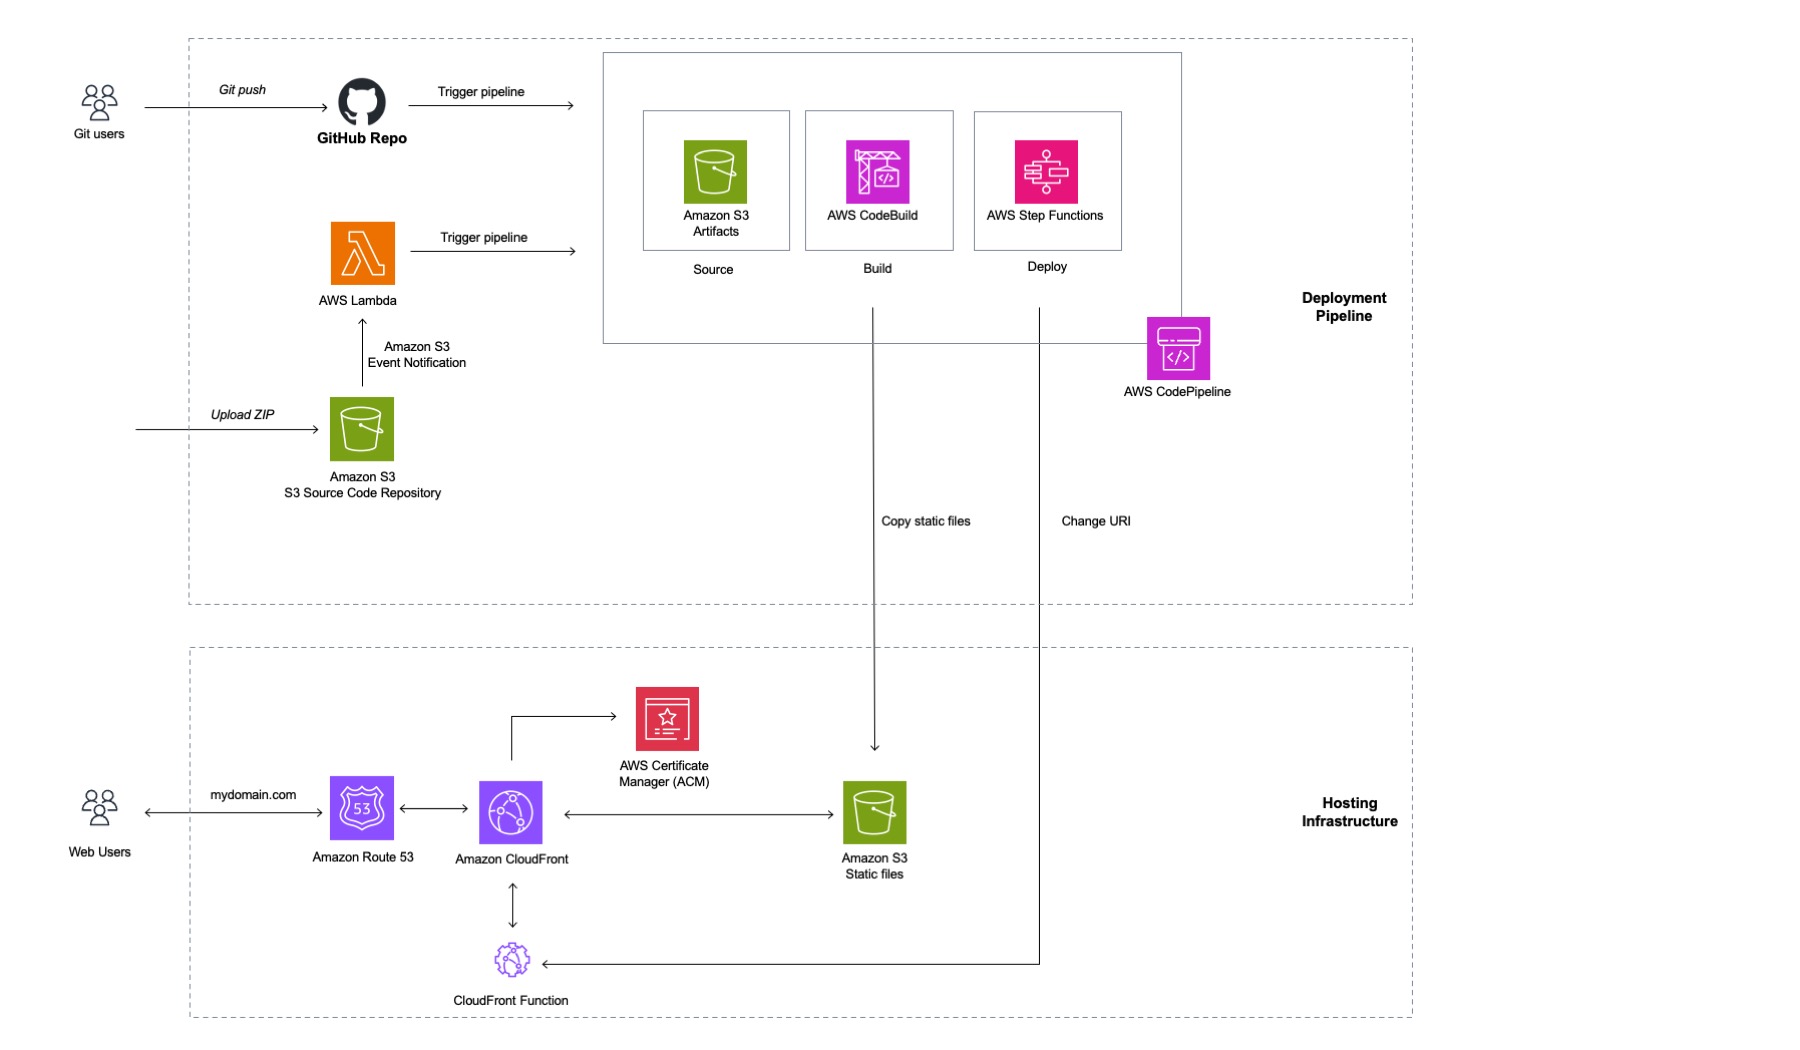 Git push
Trigger pipeline
Git users
GitHub Repo
Amazon S3
Artifacts
AWS CodeBuild
AWS Step Functions
Source
Build
Deploy
Trigger pipeline
AWS Lambda
Amazon S3
Event Notification
Deployment
Pipeline
AWS CodePipeline
Upload ZIP
Amazon S3
S3 Source Code Repository
Copy static files
Change URI
AWS Certificate
Manager (ACM)
mydomain.com
53
Web Users
Amazon Route 53
Amazon CloudFront
Amazon S3
Static files
Hosting
Infrastructure
CloudFront Function